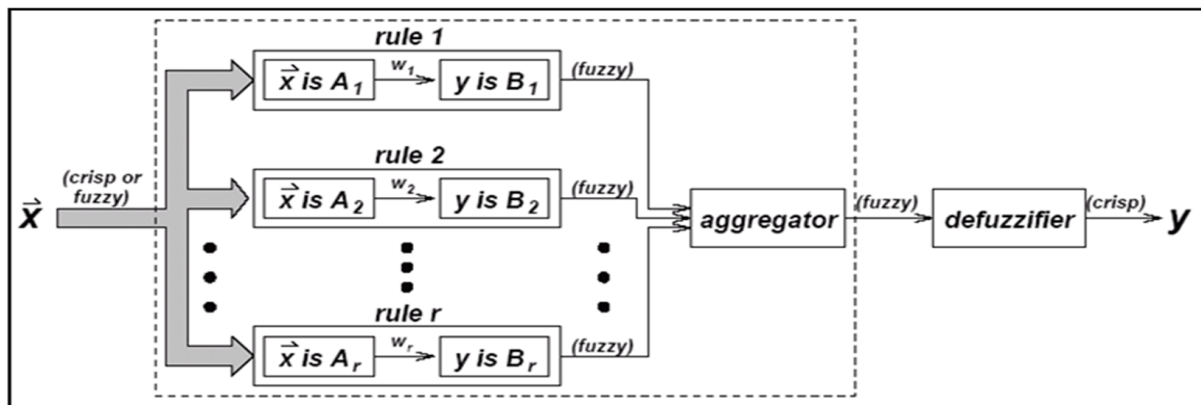 rule 1
x⃗ is A₁
w₁
y is B₁
(fuzzy)
rule 2
x⃗ is A₂
w₂
y is B₂
(fuzzy)
(crisp or
fuzzy)
x⃗
aggregator
(fuzzy)
defuzzifier
(crisp)
y
rule r
x⃗ is Aᵣ
wᵣ
y is Bᵣ
(fuzzy)